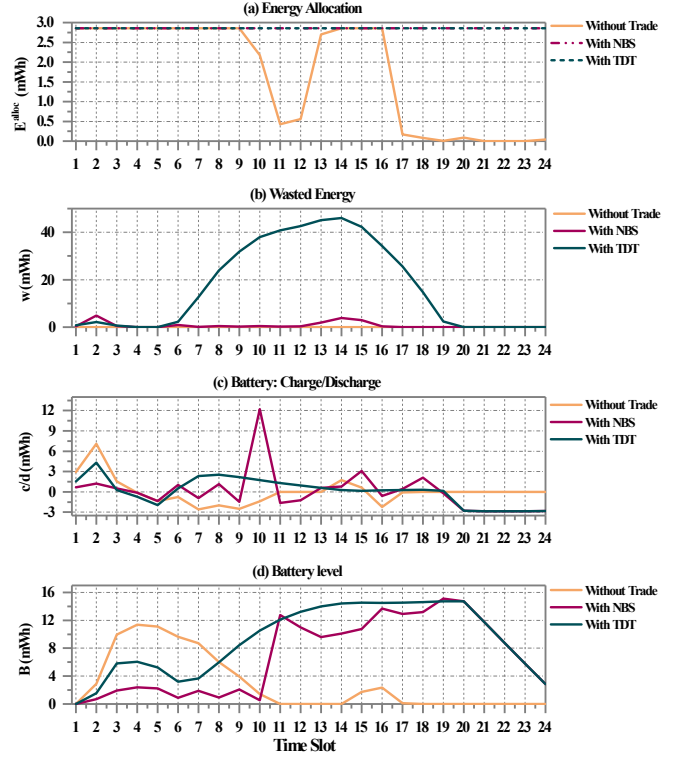 (a) Energy Allocation
E^alloc (mWh)
3.0
2.5
2.0
1.5
1.0
0.5
0.0
1 2 3 4 5 6 7 8 9 10 11 12 13 14 15 16 17 18 19 20 21 22 23 24
Without Trade
With NBS
With TDT
(b) Wasted Energy
w (mWh)
40
20
0
1 2 3 4 5 6 7 8 9 10 11 12 13 14 15 16 17 18 19 20 21 22 23 24
Without Trade
With NBS
With TDT
(c) Battery: Charge/Discharge
c/d (mWh)
12
9
6
3
0
-3
1 2 3 4 5 6 7 8 9 10 11 12 13 14 15 16 17 18 19 20 21 22 23 24
Without Trade
With NBS
With TDT
(d) Battery level
B (mWh)
16
12
8
4
0
1 2 3 4 5 6 7 8 9 10 11 12 13 14 15 16 17 18 19 20 21 22 23 24
Without Trade
With NBS
With TDT
Time Slot